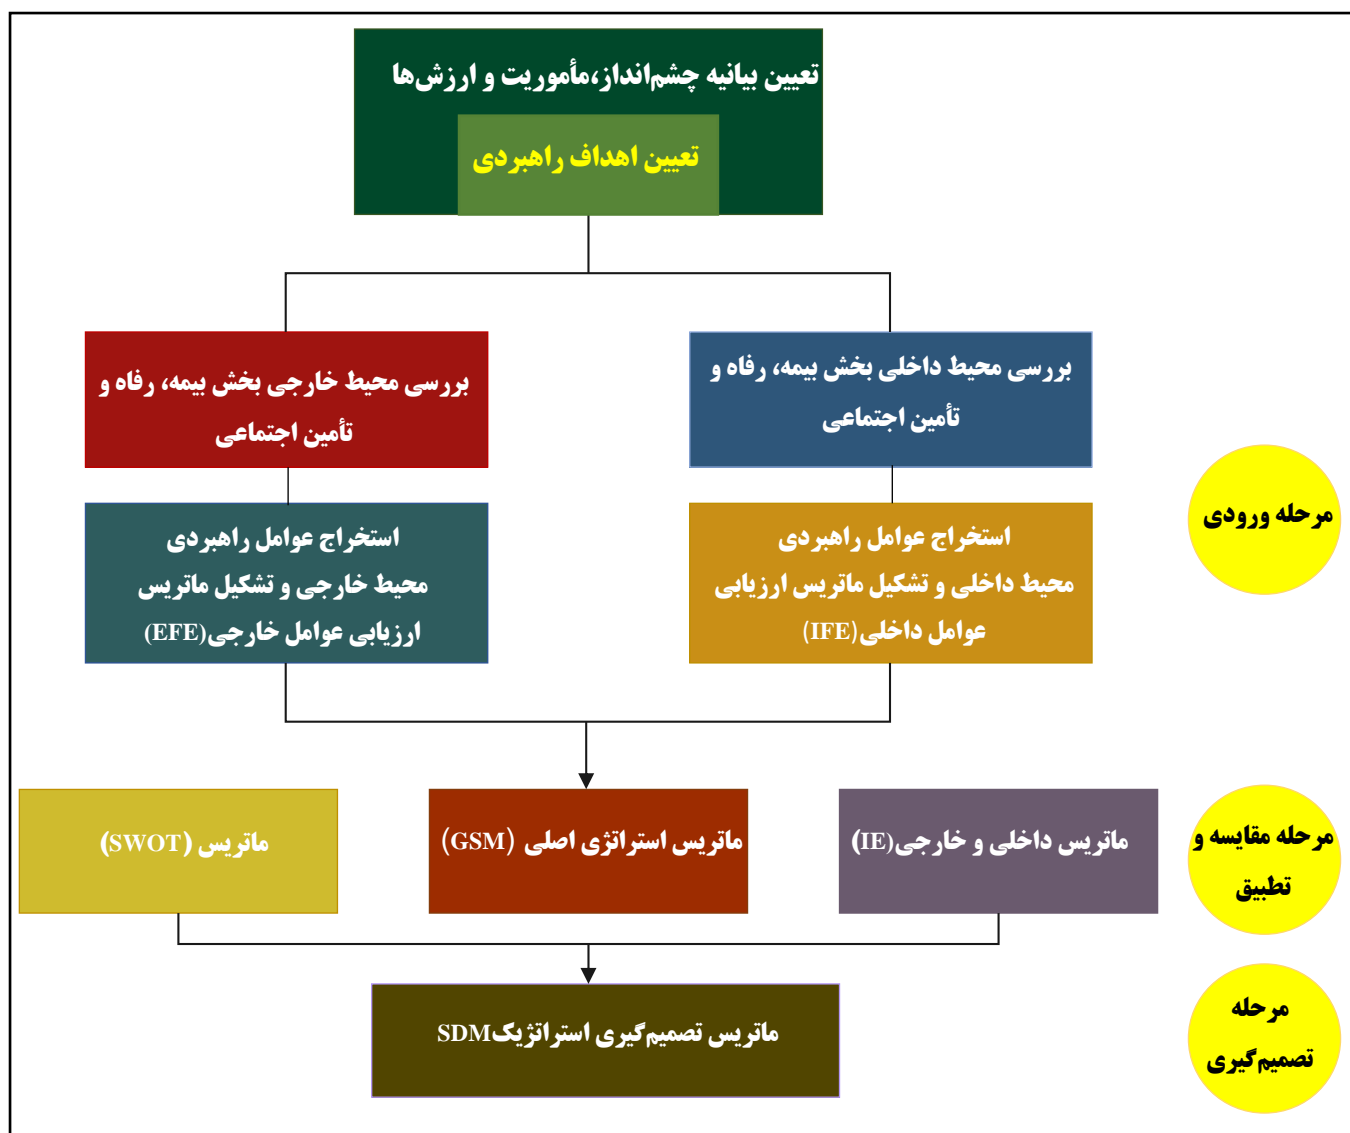 تعیین بیانیه چشم‌انداز،مأموریت و ارزش‌ها
تعیین اهداف راهبردی
بررسی محیط داخلی بخش بیمه، رفاه و
تأمین اجتماعی
بررسی محیط خارجی بخش بیمه، رفاه و
تأمین اجتماعی
مرحله ورودی
استخراج عوامل راهبردی
محیط داخلی و تشکیل ماتریس ارزیابی
عوامل داخلی(IFE)
استخراج عوامل راهبردی
محیط خارجی و تشکیل ماتریس
ارزیابی عوامل خارجی(EFE)
مرحله مقایسه و
تطبیق
ماتریس داخلی و خارجی(IE)
ماتریس استراتژی اصلی (GSM)
ماتریس (SWOT)
مرحله
تصمیم‌گیری
ماتریس تصمیم‌گیری استراتژیکSDM